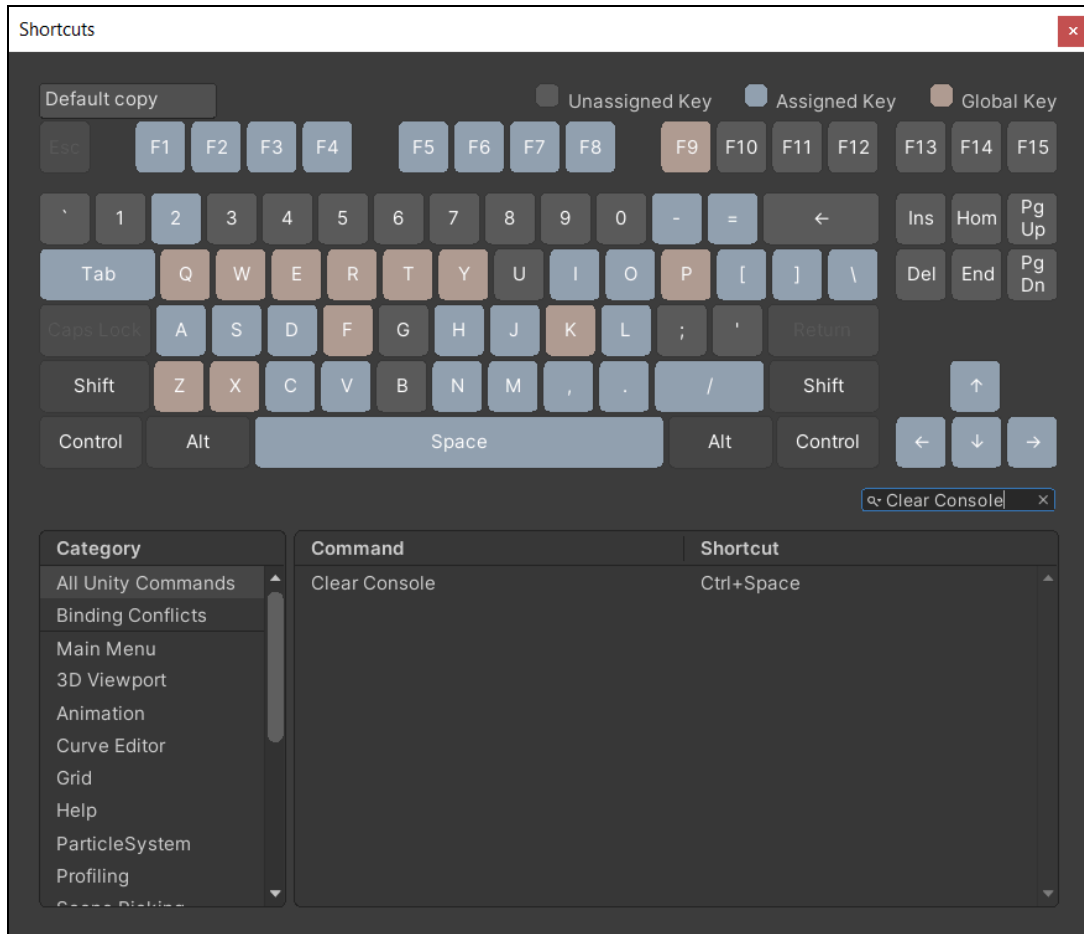 Shortcuts
×
Default copy
Unassigned Key Assigned Key Global Key
Esc F1 F2 F3 F4 F5 F6 F7 F8 F9 F10 F11 F12 F13 F14 F15
` 1 2 3 4 5 6 7 8 9 0 - = ← Ins Hom Pg Up
Tab Q W E R T Y U I O P [ ] \ Del End Pg Dn
Caps Lock A S D F G H J K L ; ' Return
Shift Z X C V B N M , . / Shift ↑
Control Alt Space Alt Control ← ↓ →
Clear Console ×
Category Command Shortcut
All Unity Commands Clear Console Ctrl+Space
Binding Conflicts
Main Menu
3D Viewport
Animation
Curve Editor
Grid
Help
ParticleSystem
Profiling